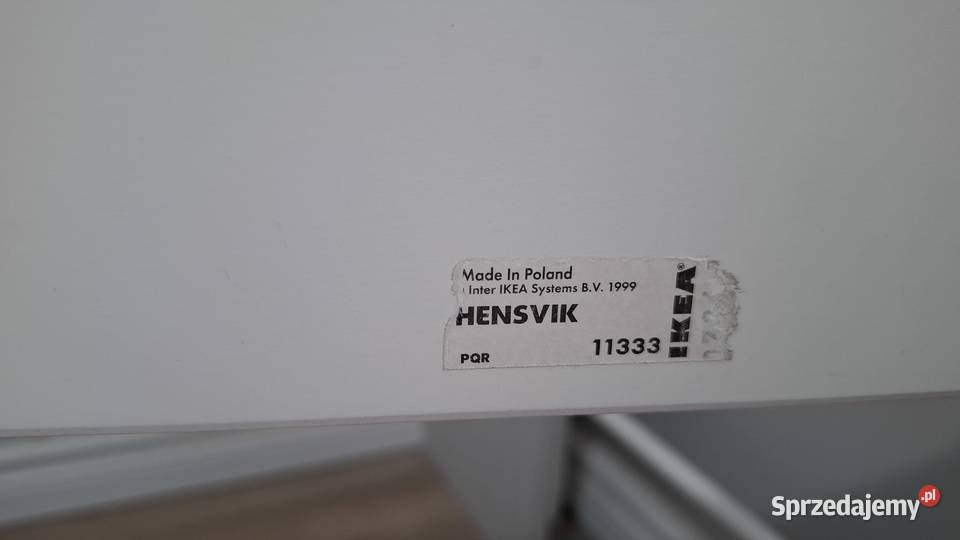 Made In Poland
Inter IKEA Systems B.V. 1999
HENSVIK
PQR
11333
IKEA®
Sprzedajemy.pl